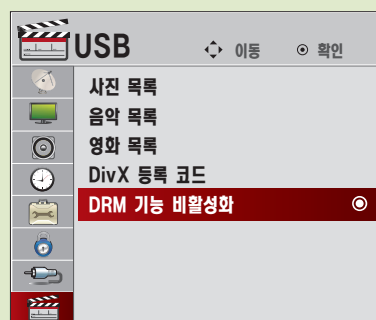 USB 이동 확인
사진 목록
음악 목록
영화 목록
DivX 등록 코드
DRM 기능 비활성화